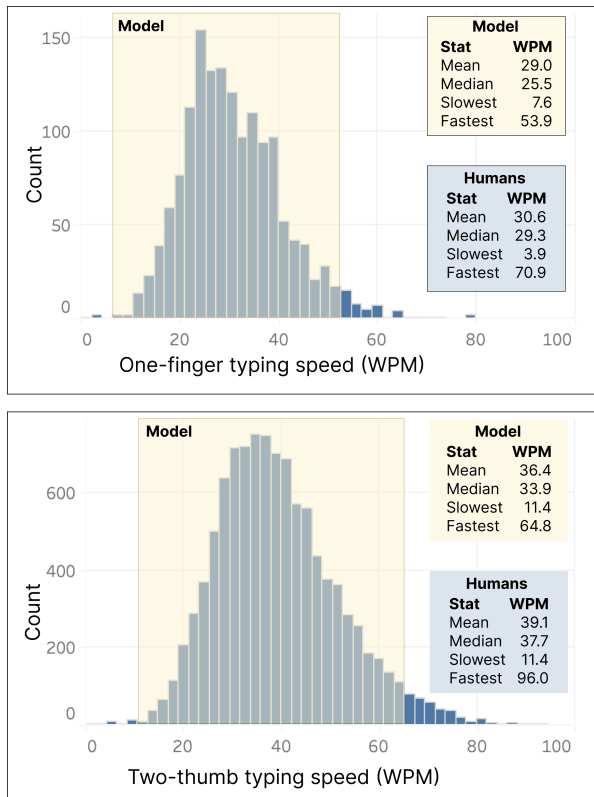 Model
150
100
50
0
Count
Model
Stat WPM
Mean 29.0
Median 25.5
Slowest 7.6
Fastest 53.9
Humans
Stat WPM
Mean 30.6
Median 29.3
Slowest 3.9
Fastest 70.9
0 20 40 60 80 100
One-finger typing speed (WPM)
Model
600
400
200
0
Count
Model
Stat WPM
Mean 36.4
Median 33.9
Slowest 11.4
Fastest 64.8
Humans
Stat WPM
Mean 39.1
Median 37.7
Slowest 11.4
Fastest 96.0
0 20 40 60 80 100
Two-thumb typing speed (WPM)